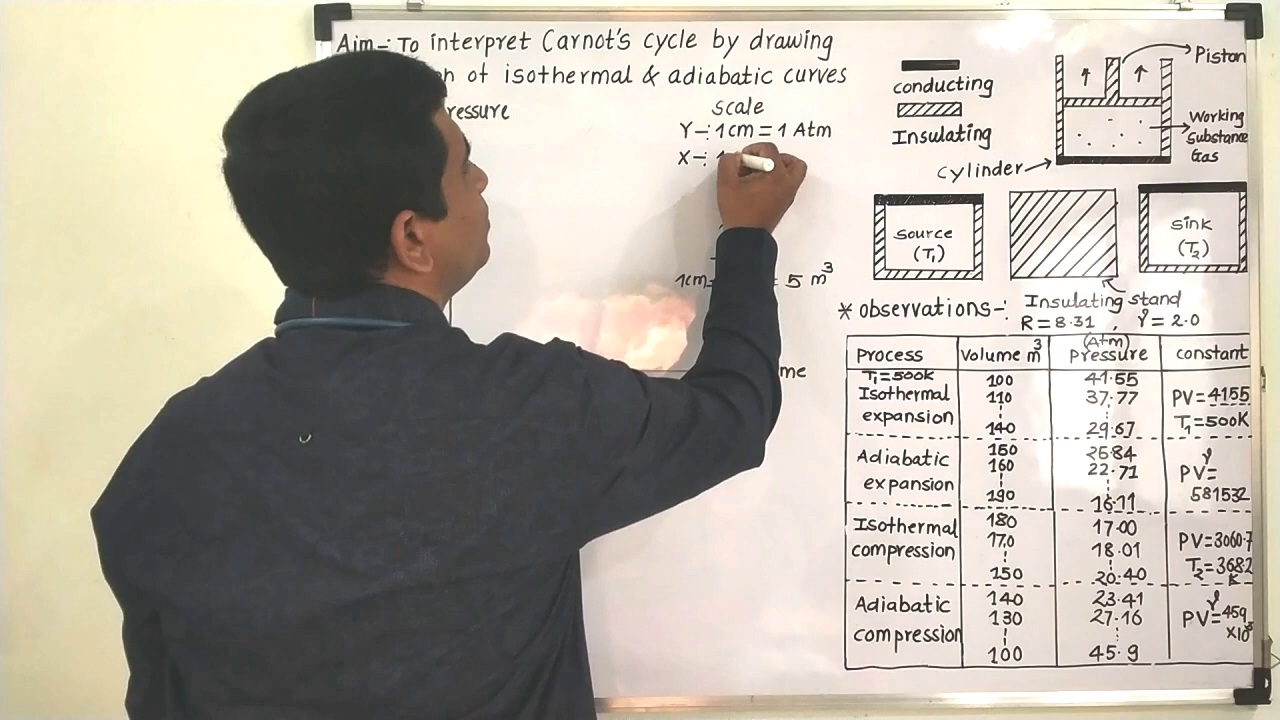 Aim-: To interpret Carnot's cycle by drawing
of isothermal & adiabatic curves
ressure
Scale
Y-: 1cm = 1 Atm
X-: 1
1cm = 5 m³
me
conducting
Insulating
Piston
Working
Substance
Gas
cylinder
source
(T₁)
Sink
(T₂)
Insulating stand
* observations-:
R = 8.31 , γ = 2.0
Process Volume m³ (Atm) Pressure constant
T₁ = 500K
Isothermal
expansion
100 41.55
110 37.77
140 29.67
PV = 4155
T₁ = 500K
Adiabatic
expansion
150 25.84
160 22.71
190 16.11
PV^γ =
581532
Isothermal
compression
180 17.00
170 18.01
150 20.40
PV = 3060.7
T₂ = 368.2
K
Adiabatic
compression
140 23.41
130 27.16
100 45.9
PV^γ = 459
×10³